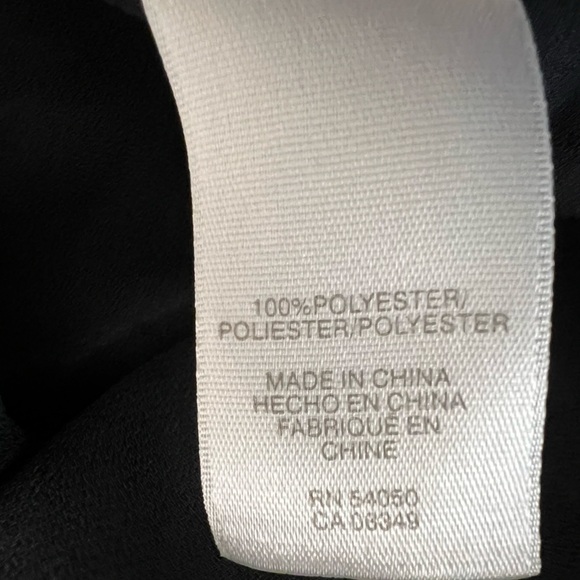 100%POLYESTER/
POLIESTER/POLYESTER
MADE IN CHINA
HECHO EN CHINA
FABRIQUÉ EN
CHINE
RN 54050
CA 08349